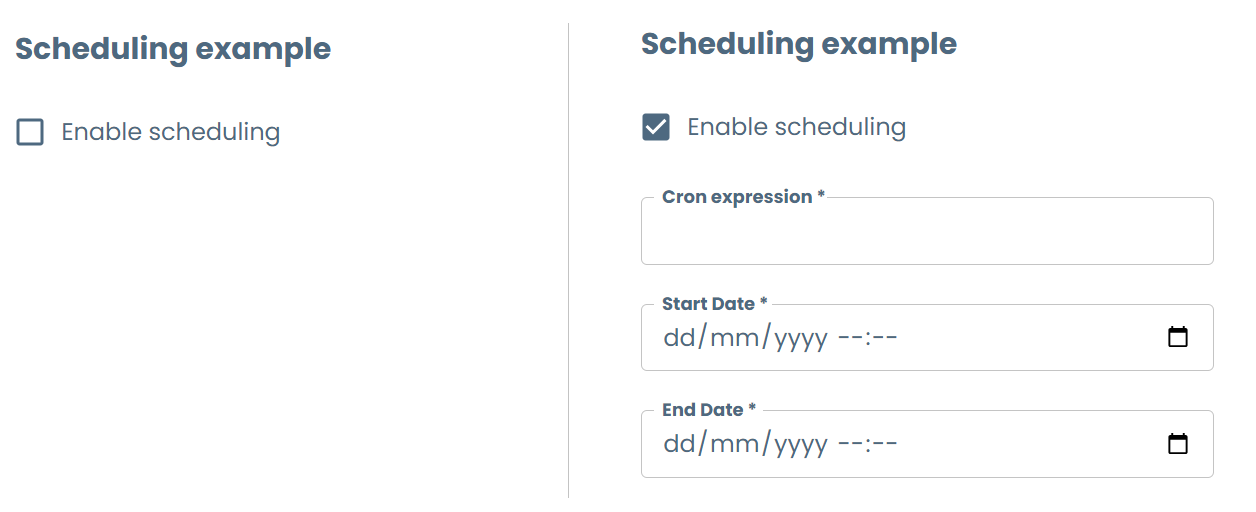 Scheduling example
Enable scheduling
Scheduling example
Enable scheduling
Cron expression *
Start Date *
dd/mm/yyyy --:--
End Date *
dd/mm/yyyy --:--